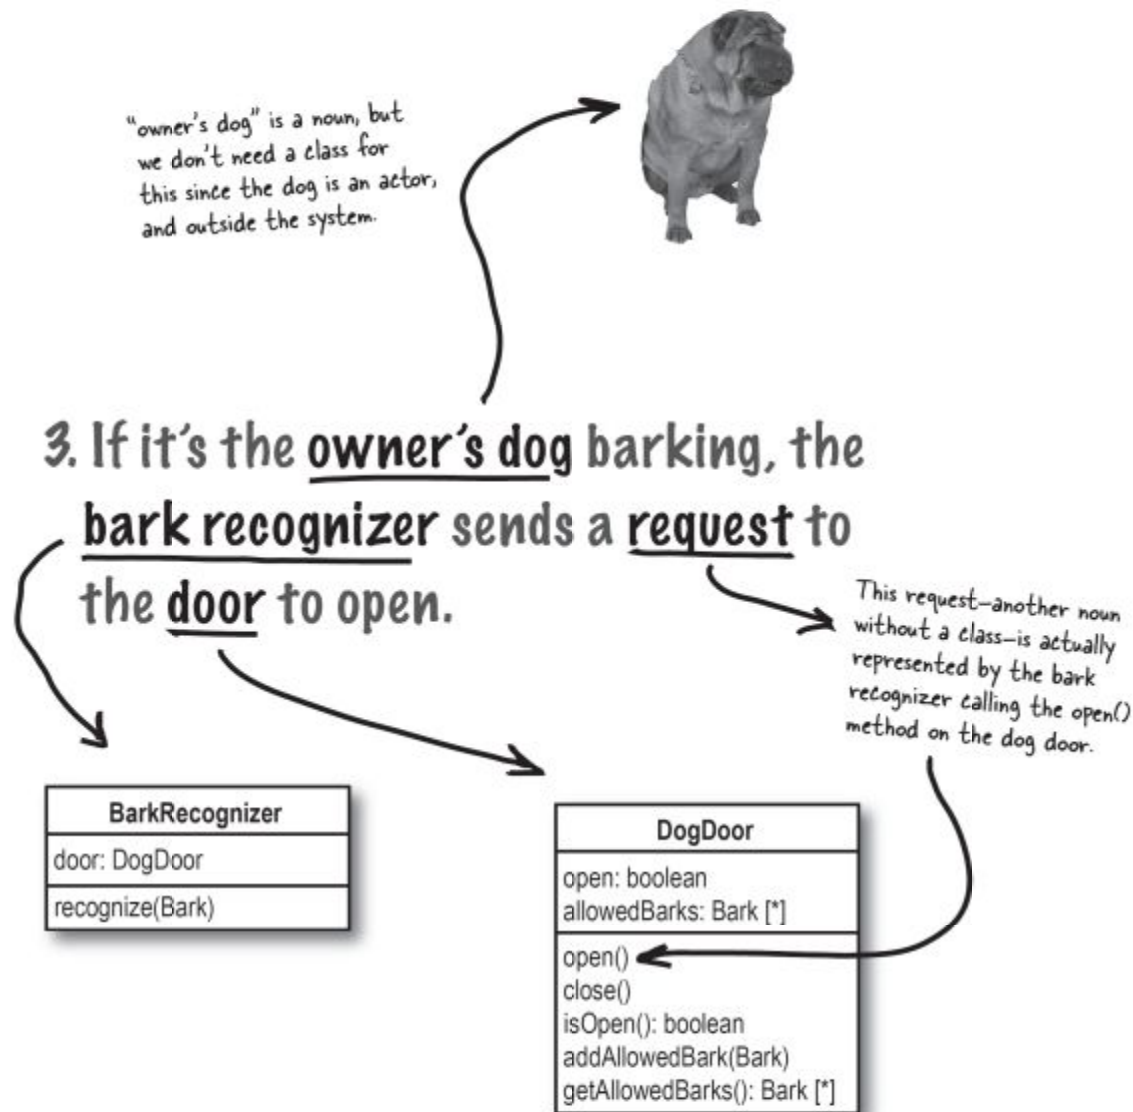 "owner's dog" is a noun, but
we don't need a class for
this since the dog is an actor,
and outside the system.
3. If it's the owner's dog barking, the
bark recognizer sends a request to
the door to open.
This request—another noun
without a class—is actually
represented by the bark
recognizer calling the open()
method on the dog door.
BarkRecognizer
door: DogDoor
recognize(Bark)
DogDoor
open: boolean
allowedBarks: Bark [*]
open()
close()
isOpen(): boolean
addAllowedBark(Bark)
getAllowedBarks(): Bark [*]